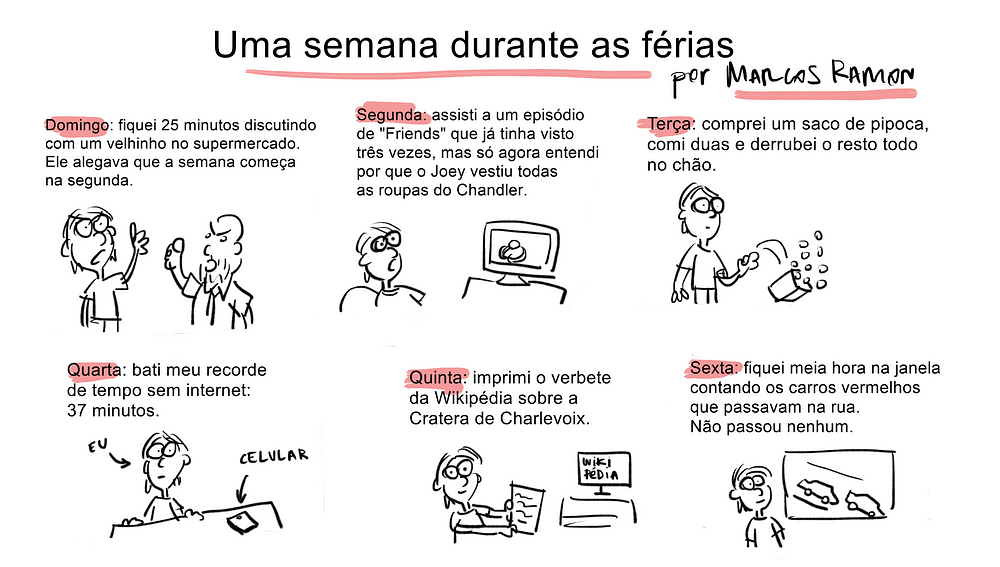 Uma semana durante as férias
por MARCOS RAMON
Domingo: fiquei 25 minutos discutindo
com um velhinho no supermercado.
Ele alegava que a semana começa
na segunda.
Segunda: assisti a um episódio
de "Friends" que já tinha visto
três vezes, mas só agora entendi
por que o Joey vestiu todas
as roupas do Chandler.
Terça: comprei um saco de pipoca,
comi duas e derrubei o resto todo
no chão.
Quarta: bati meu recorde
de tempo sem internet:
37 minutos.
EU
CELULAR
Quinta: imprimi o verbete
da Wikipédia sobre a
Cratera de Charlevoix.
WIKI
PÉDIA
Sexta: fiquei meia hora na janela
contando os carros vermelhos
que passavam na rua.
Não passou nenhum.